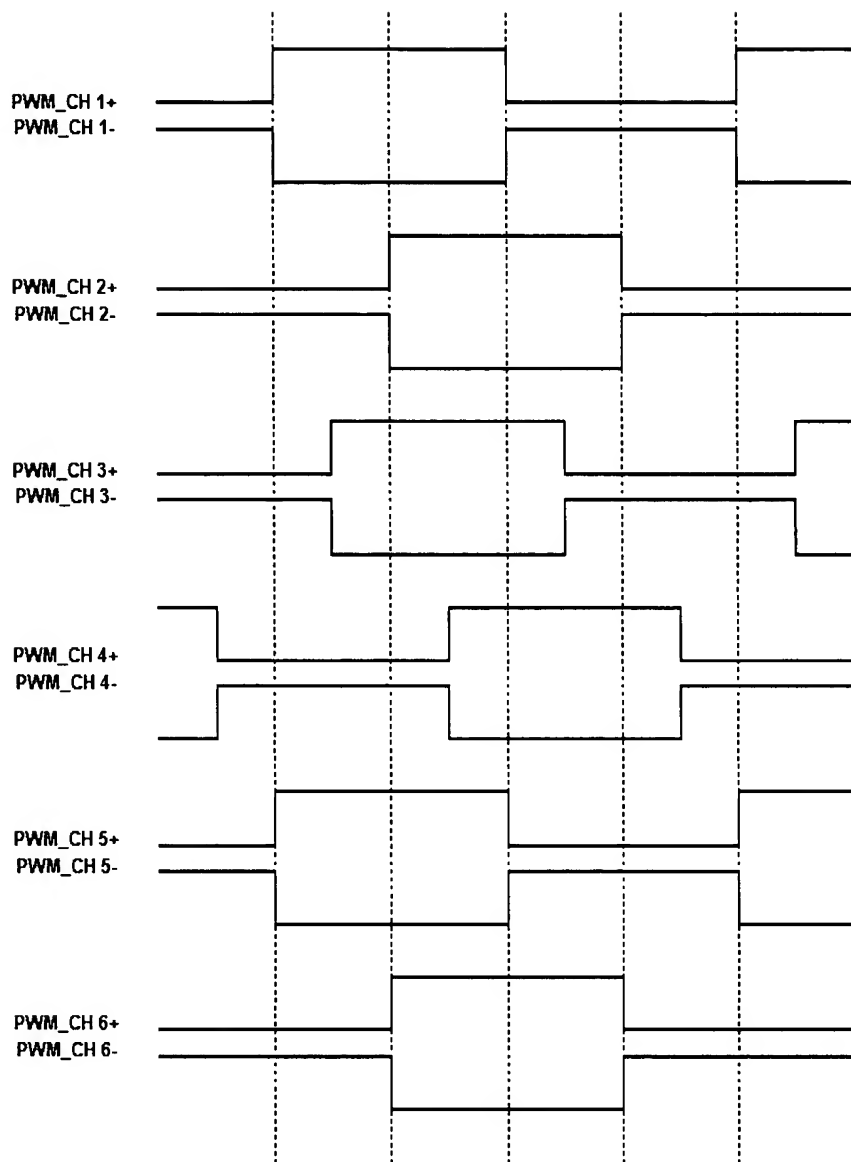 PWM_CH 1+
PWM_CH 1-
PWM_CH 2+
PWM_CH 2-
PWM_CH 3+
PWM_CH 3-
PWM_CH 4+
PWM_CH 4-
PWM_CH 5+
PWM_CH 5-
PWM_CH 6+
PWM_CH 6-